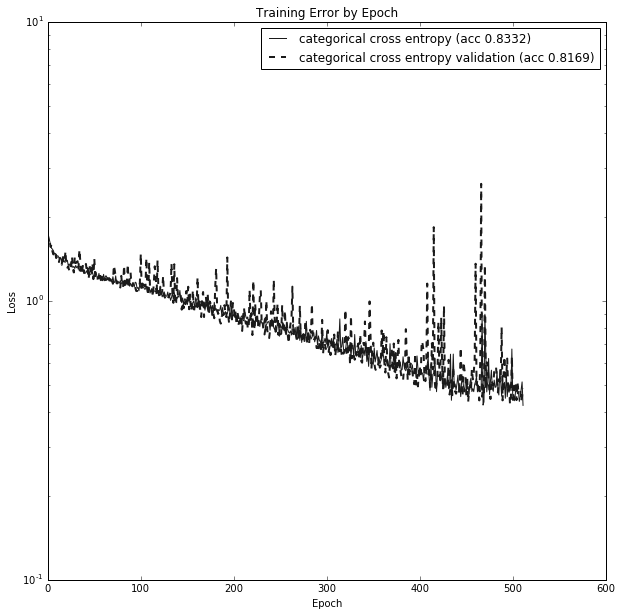 Training Error by Epoch
categorical cross entropy (acc 0.8332)
categorical cross entropy validation (acc 0.8169)
10^1
10^0
10^-1
Loss
0 100 200 300 400 500 600
Epoch